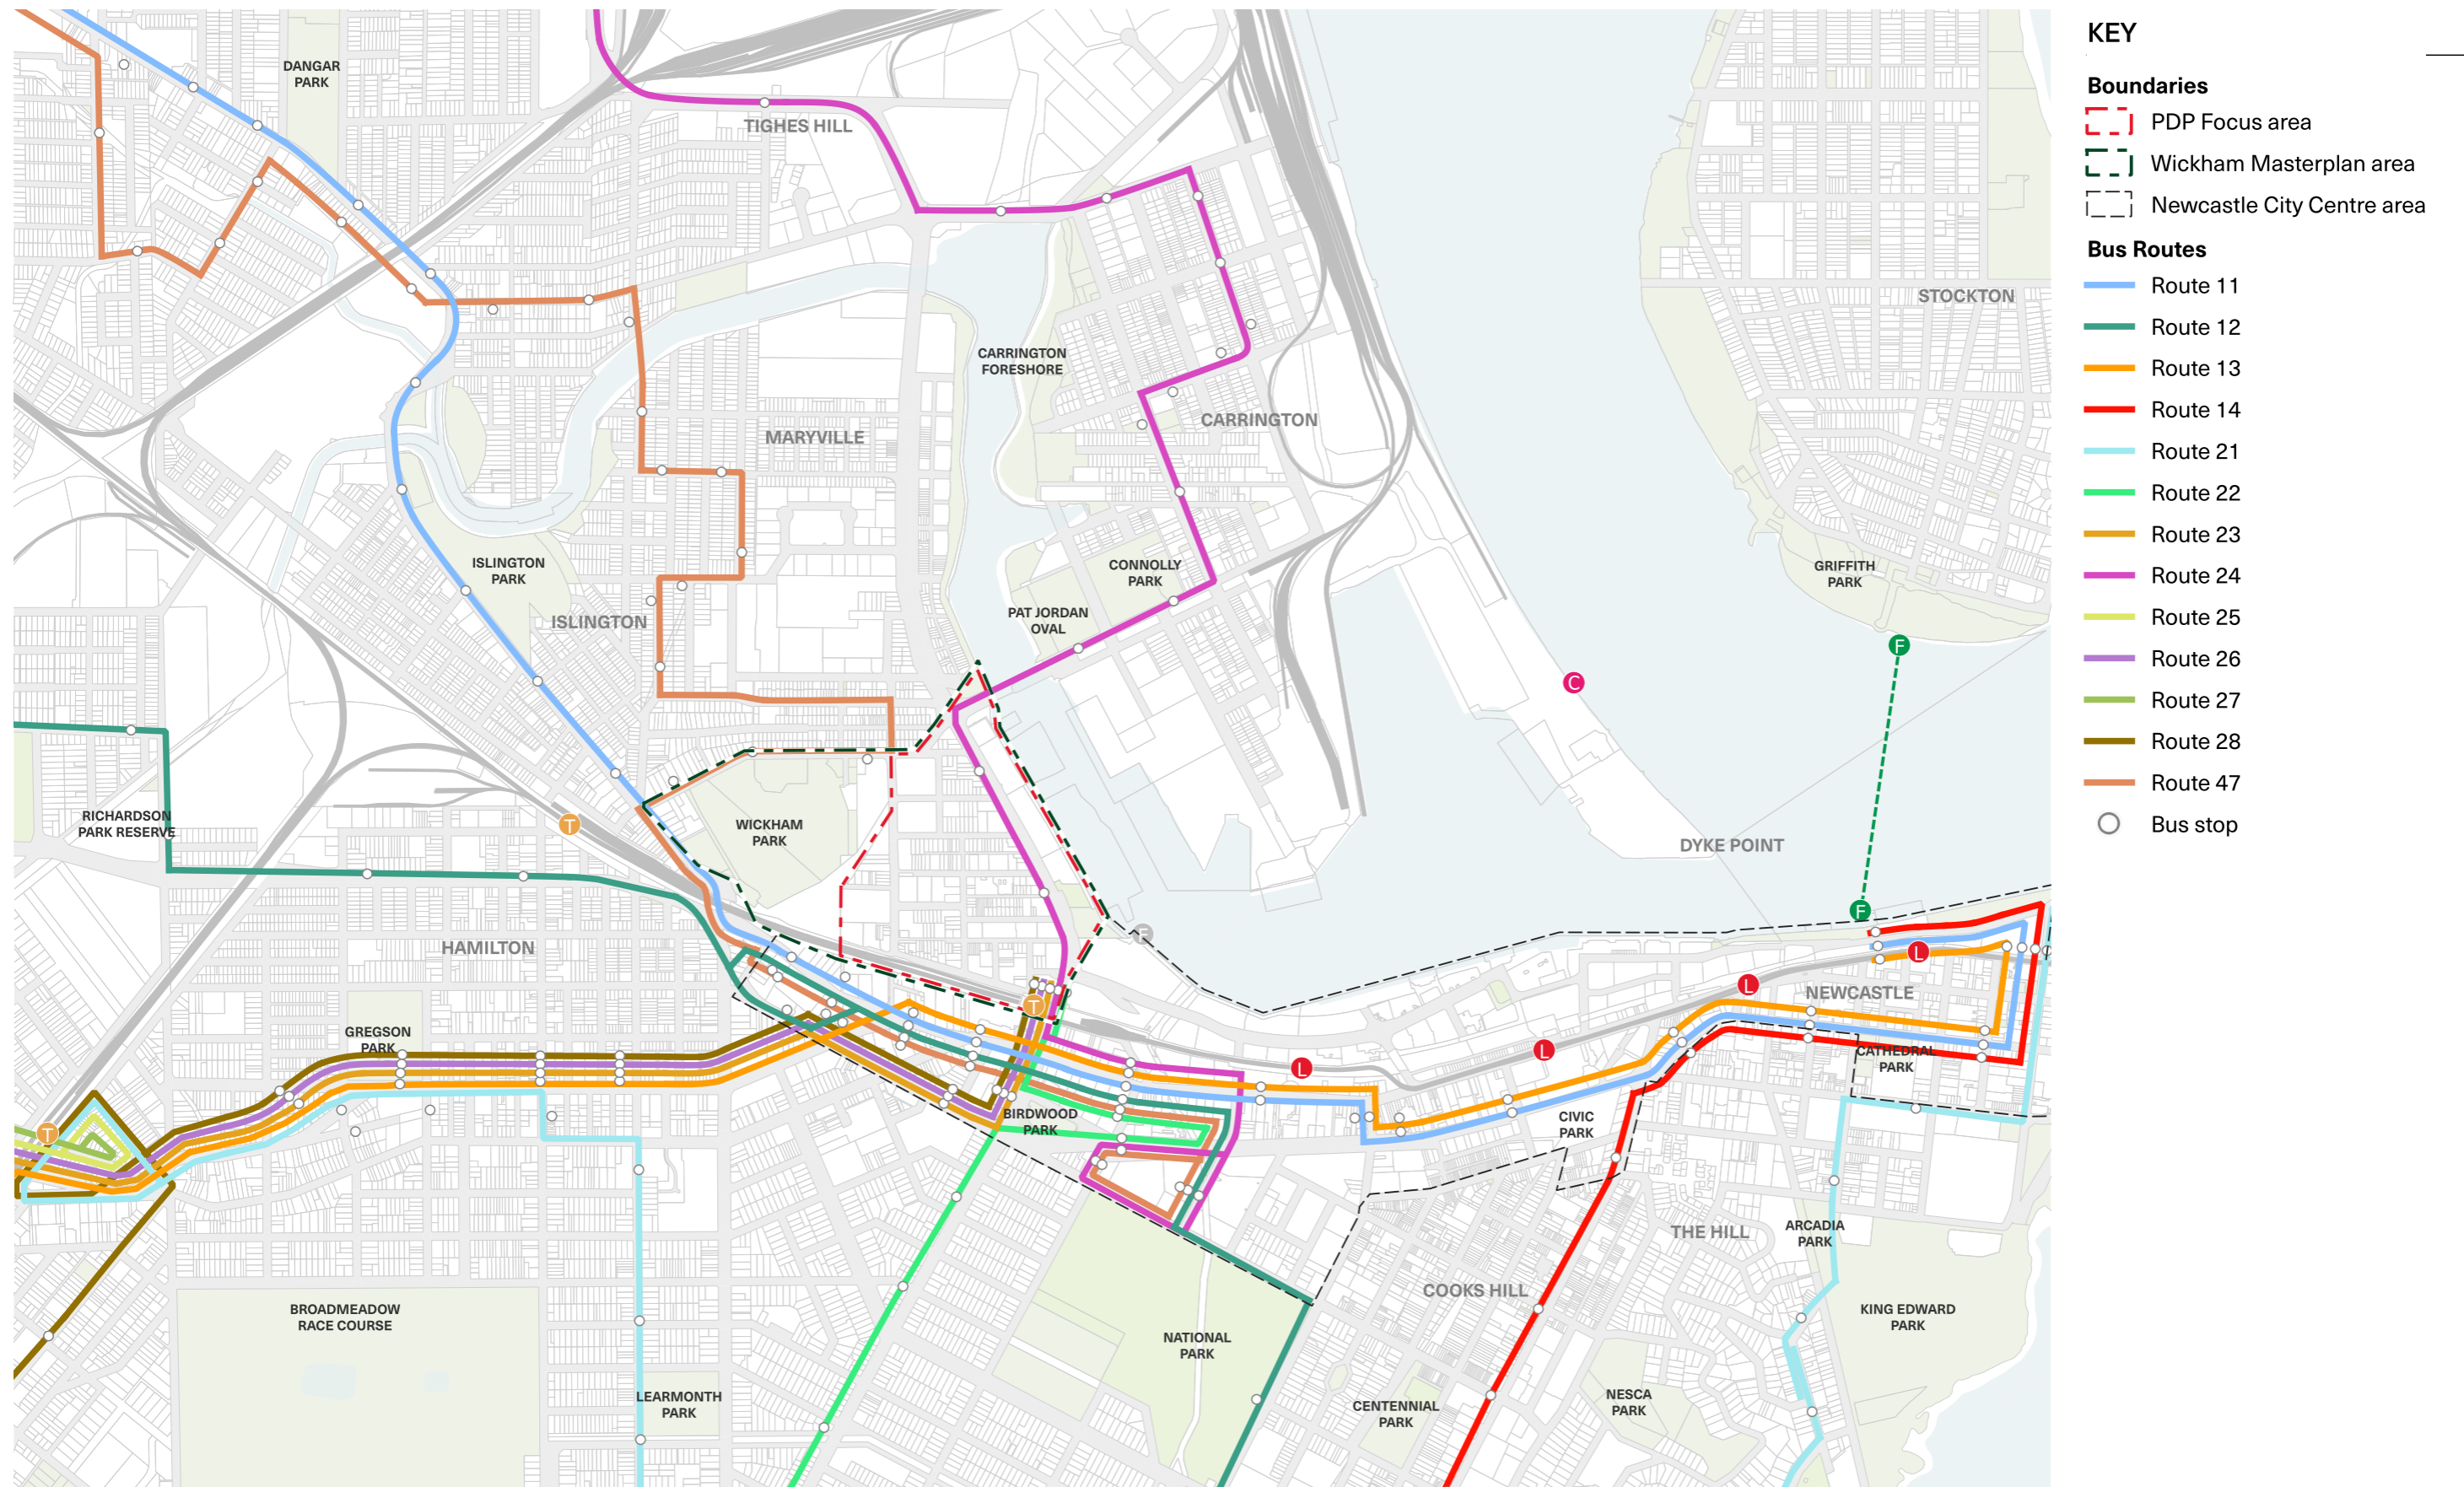 KEY
Boundaries
PDP Focus area
Wickham Masterplan area
Newcastle City Centre area
Bus Routes
Route 11
Route 12
Route 13
Route 14
Route 21
Route 22
Route 23
Route 24
Route 25
Route 26
Route 27
Route 28
Route 47
Bus stop
DANGAR
PARK
TIGHES HILL
STOCKTON
CARRINGTON
FORESHORE
CARRINGTON
MARYVILLE
ISLINGTON
PARK
CONNOLLY
PARK
GRIFFITH
PARK
PAT JORDAN
OVAL
ISLINGTON
F
C
RICHARDSON
PARK RESERVE
T
WICKHAM
PARK
DYKE POINT
F
F
HAMILTON
L
L
NEWCASTLE
T
GREGSON
PARK
L
L
CATHEDRAL
PARK
BIRDWOOD
PARK
CIVIC
PARK
T
THE HILL
ARCADIA
PARK
COOKS HILL
BROADMEADOW
RACE COURSE
KING EDWARD
PARK
NATIONAL
PARK
LEARMONTH
PARK
CENTENNIAL
PARK
NESCA
PARK